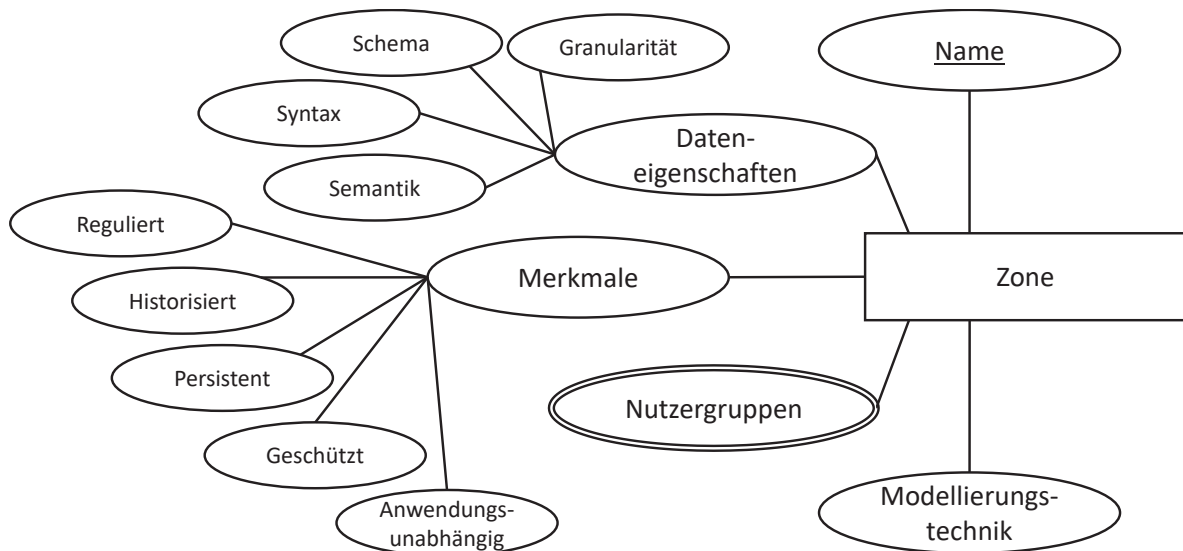 Schema
Granularität
Name
Syntax
Daten-
eigenschaften
Semantik
Reguliert
Merkmale
Zone
Historisiert
Persistent
Nutzergruppen
Geschützt
Anwendungs-
unabhängig
Modellierungs-
technik